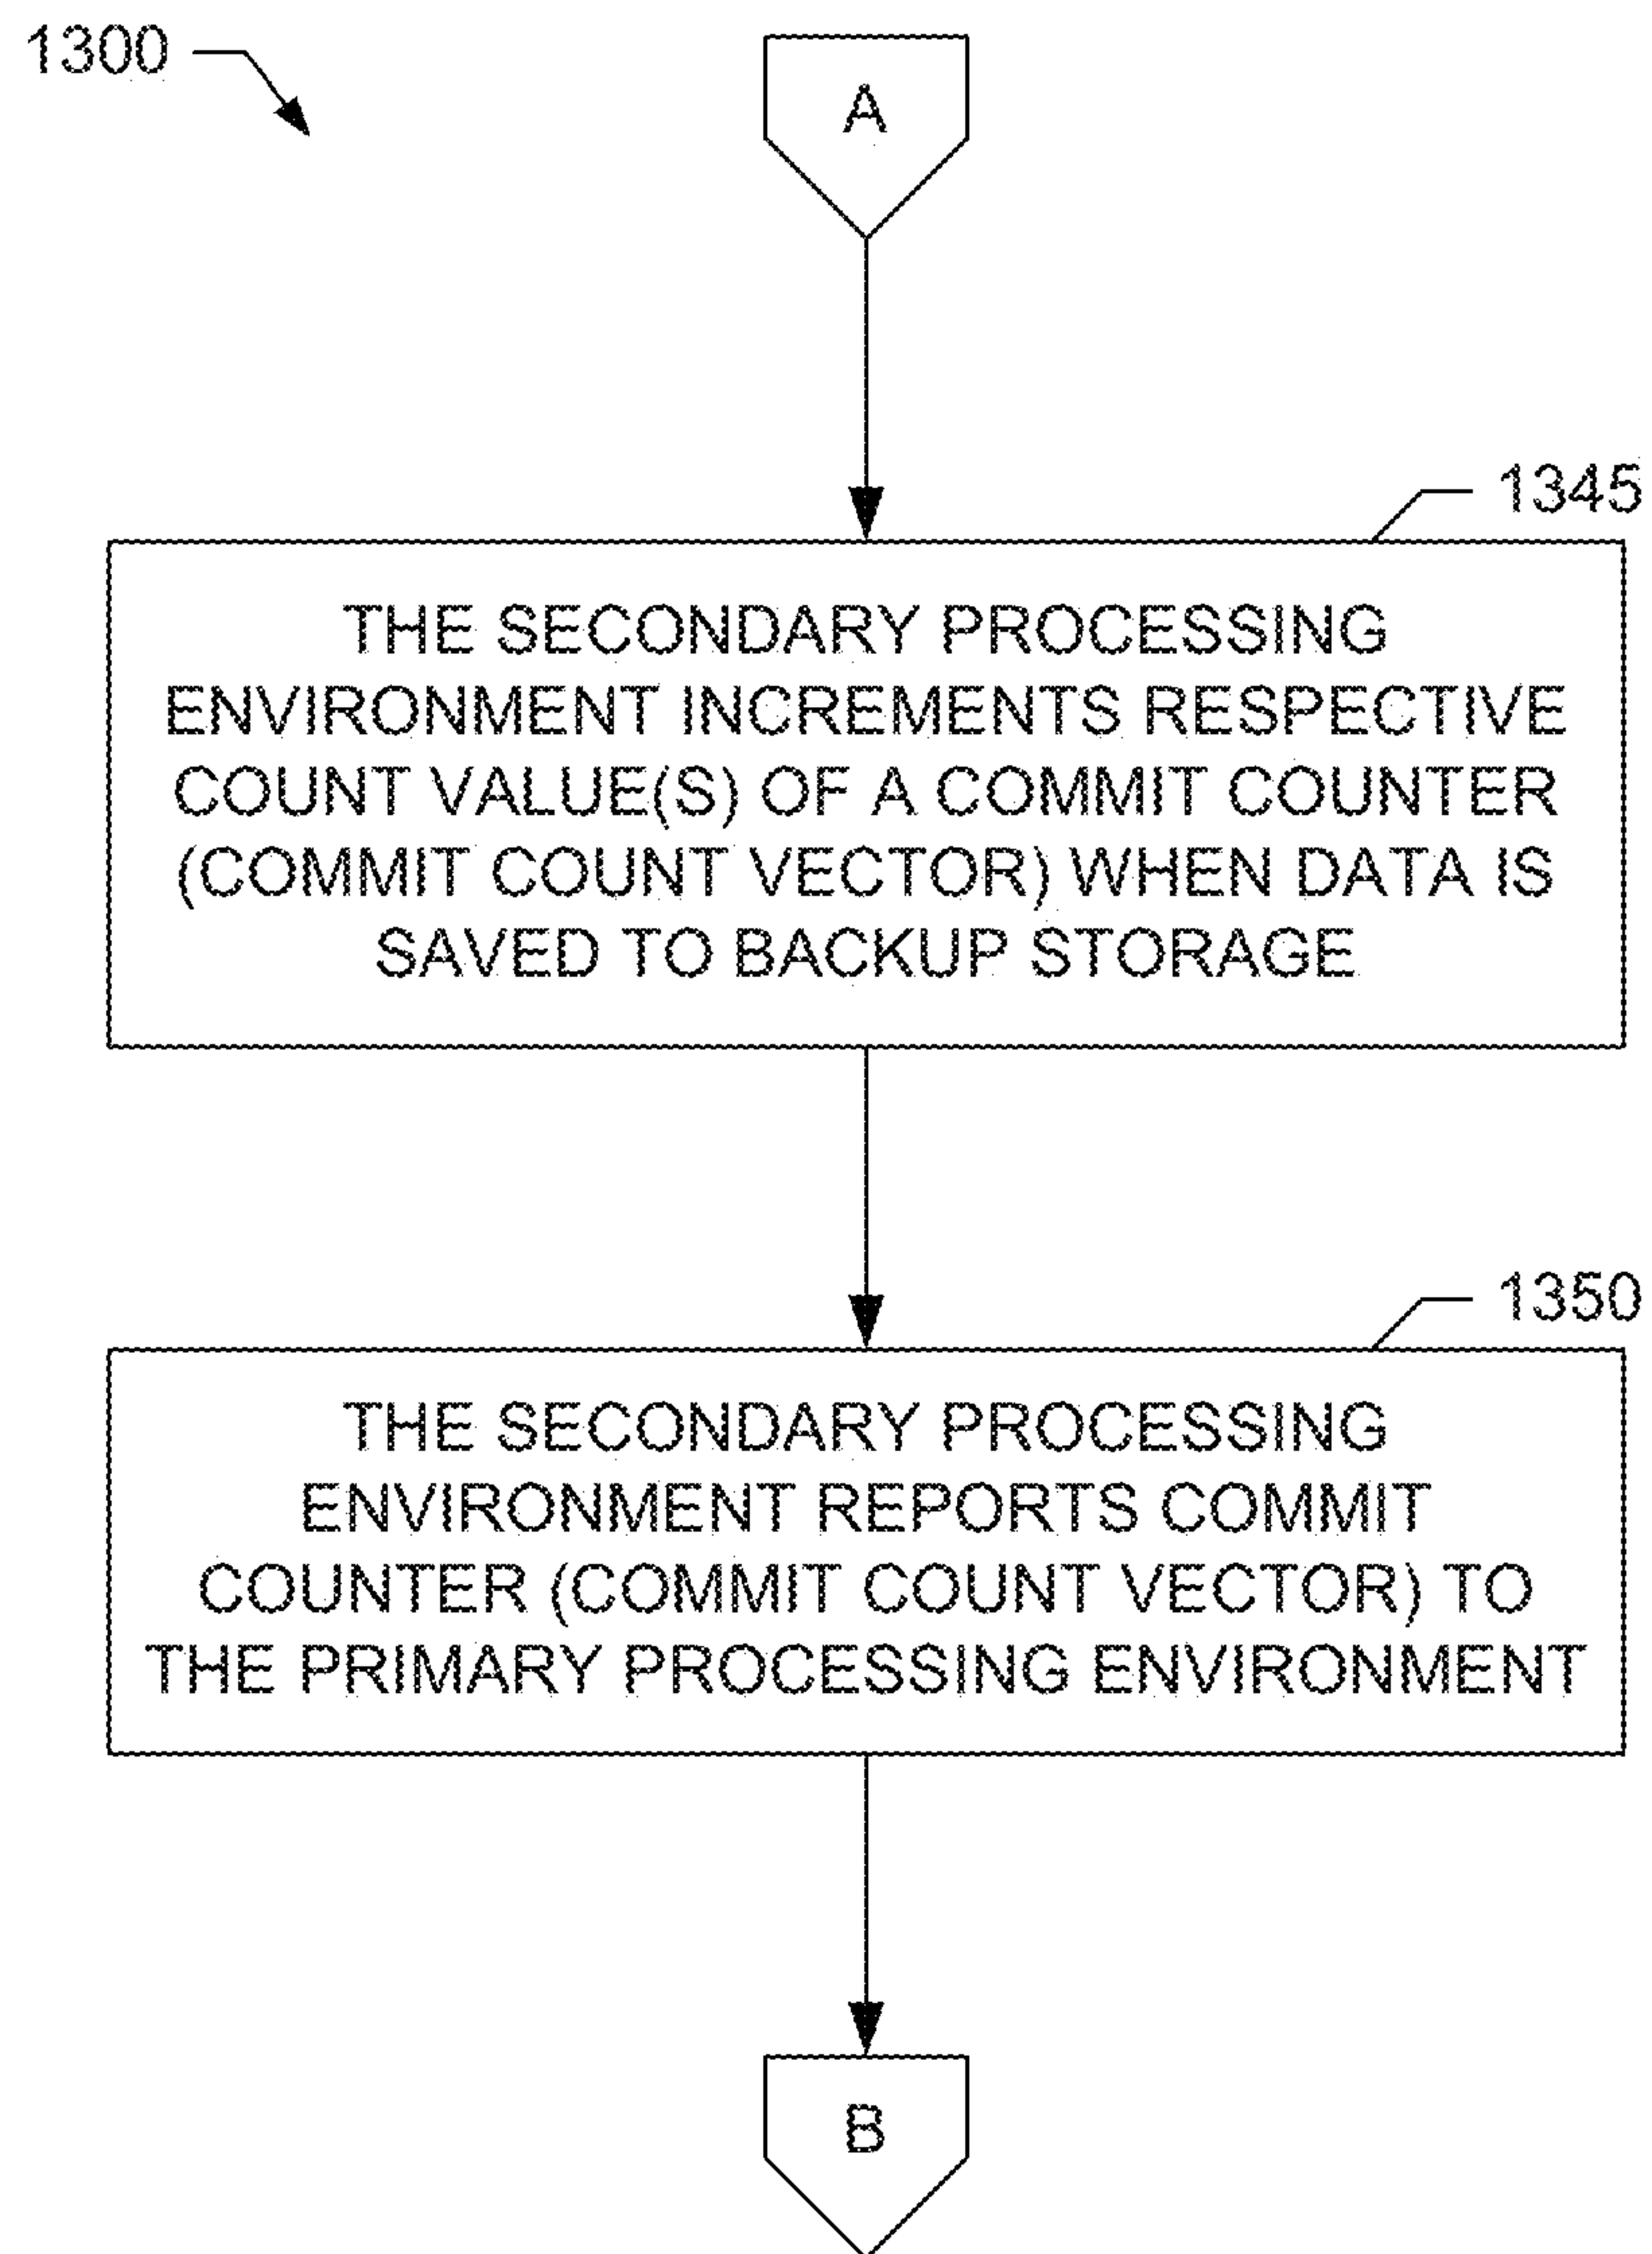 1300
A
1345
THE SECONDARY PROCESSING
ENVIRONMENT INCREMENTS RESPECTIVE
COUNT VALUE(S) OF A COMMIT COUNTER
(COMMIT COUNT VECTOR) WHEN DATA IS
SAVED TO BACKUP STORAGE
1350
THE SECONDARY PROCESSING
ENVIRONMENT REPORTS COMMIT
COUNTER (COMMIT COUNT VECTOR) TO
THE PRIMARY PROCESSING ENVIRONMENT
B